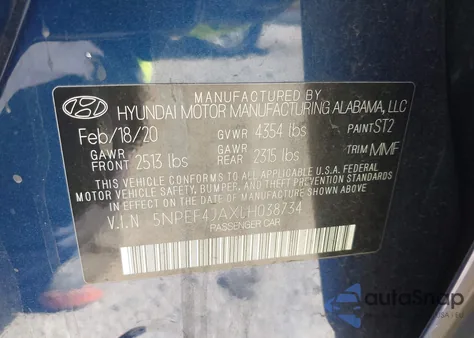 MANUFACTURED BY
HYUNDAI MOTOR MANUFACTURING ALABAMA, LLC
Feb/18/20 GVWR 4354 lbs PAINT ST2
GAWR FRONT 2513 lbs GAWR REAR 2315 lbs TRIM MMF
THIS VEHICLE CONFORMS TO ALL APPLICABLE U.S.A. FEDERAL
MOTOR VEHICLE SAFETY, BUMPER, AND THEFT PREVENTION
STANDARDS IN EFFECT ON THE DATE OF MANUFACTURE SHOWN ABOVE.
V.I.N 5NPEF4JAXLH038734
PASSENGER CAR
autoSnap